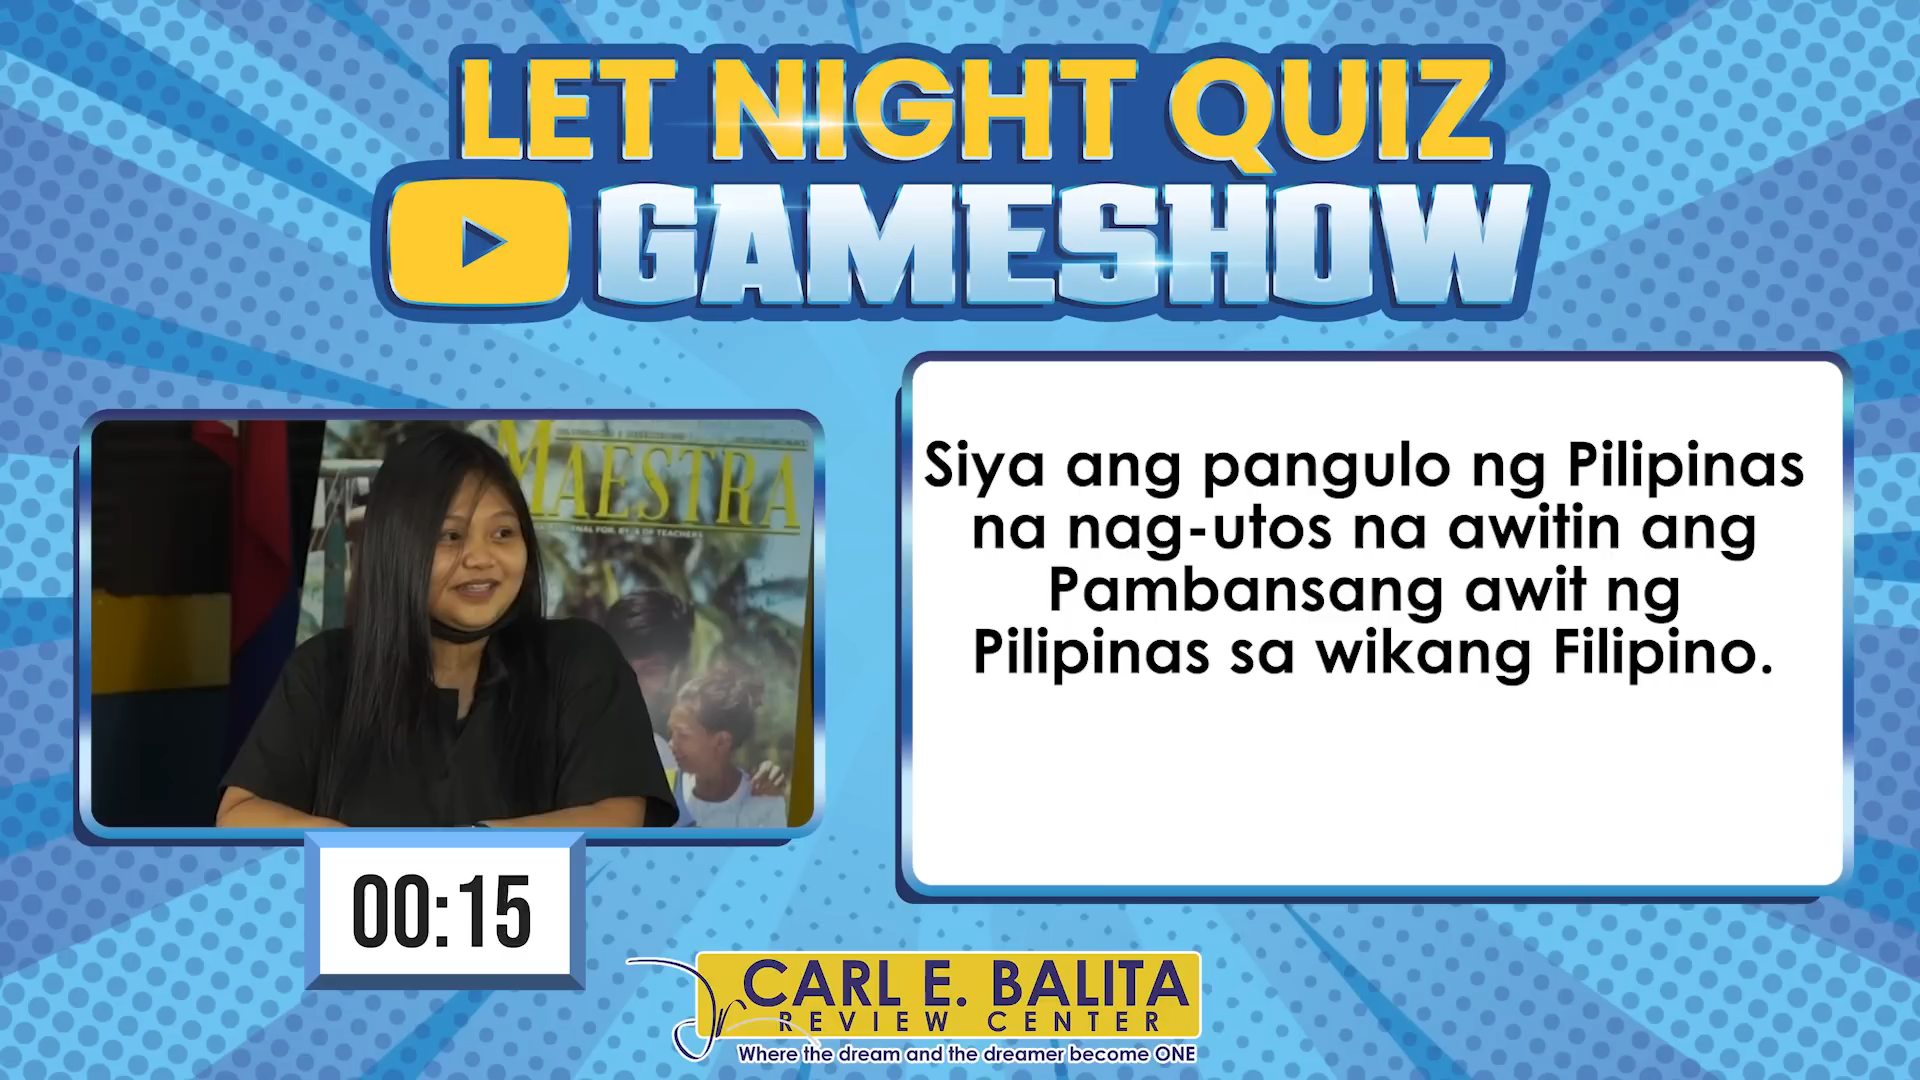 LET NIGHT QUIZ
GAMESHOW
MAESTRA
Siya ang pangulo ng Pilipinas
na nag-utos na awitin ang
Pambansang awit ng
Pilipinas sa wikang Filipino.
00:15
Dr. CARL E. BALITA
REVIEW CENTER
Where the dream and the dreamer become ONE